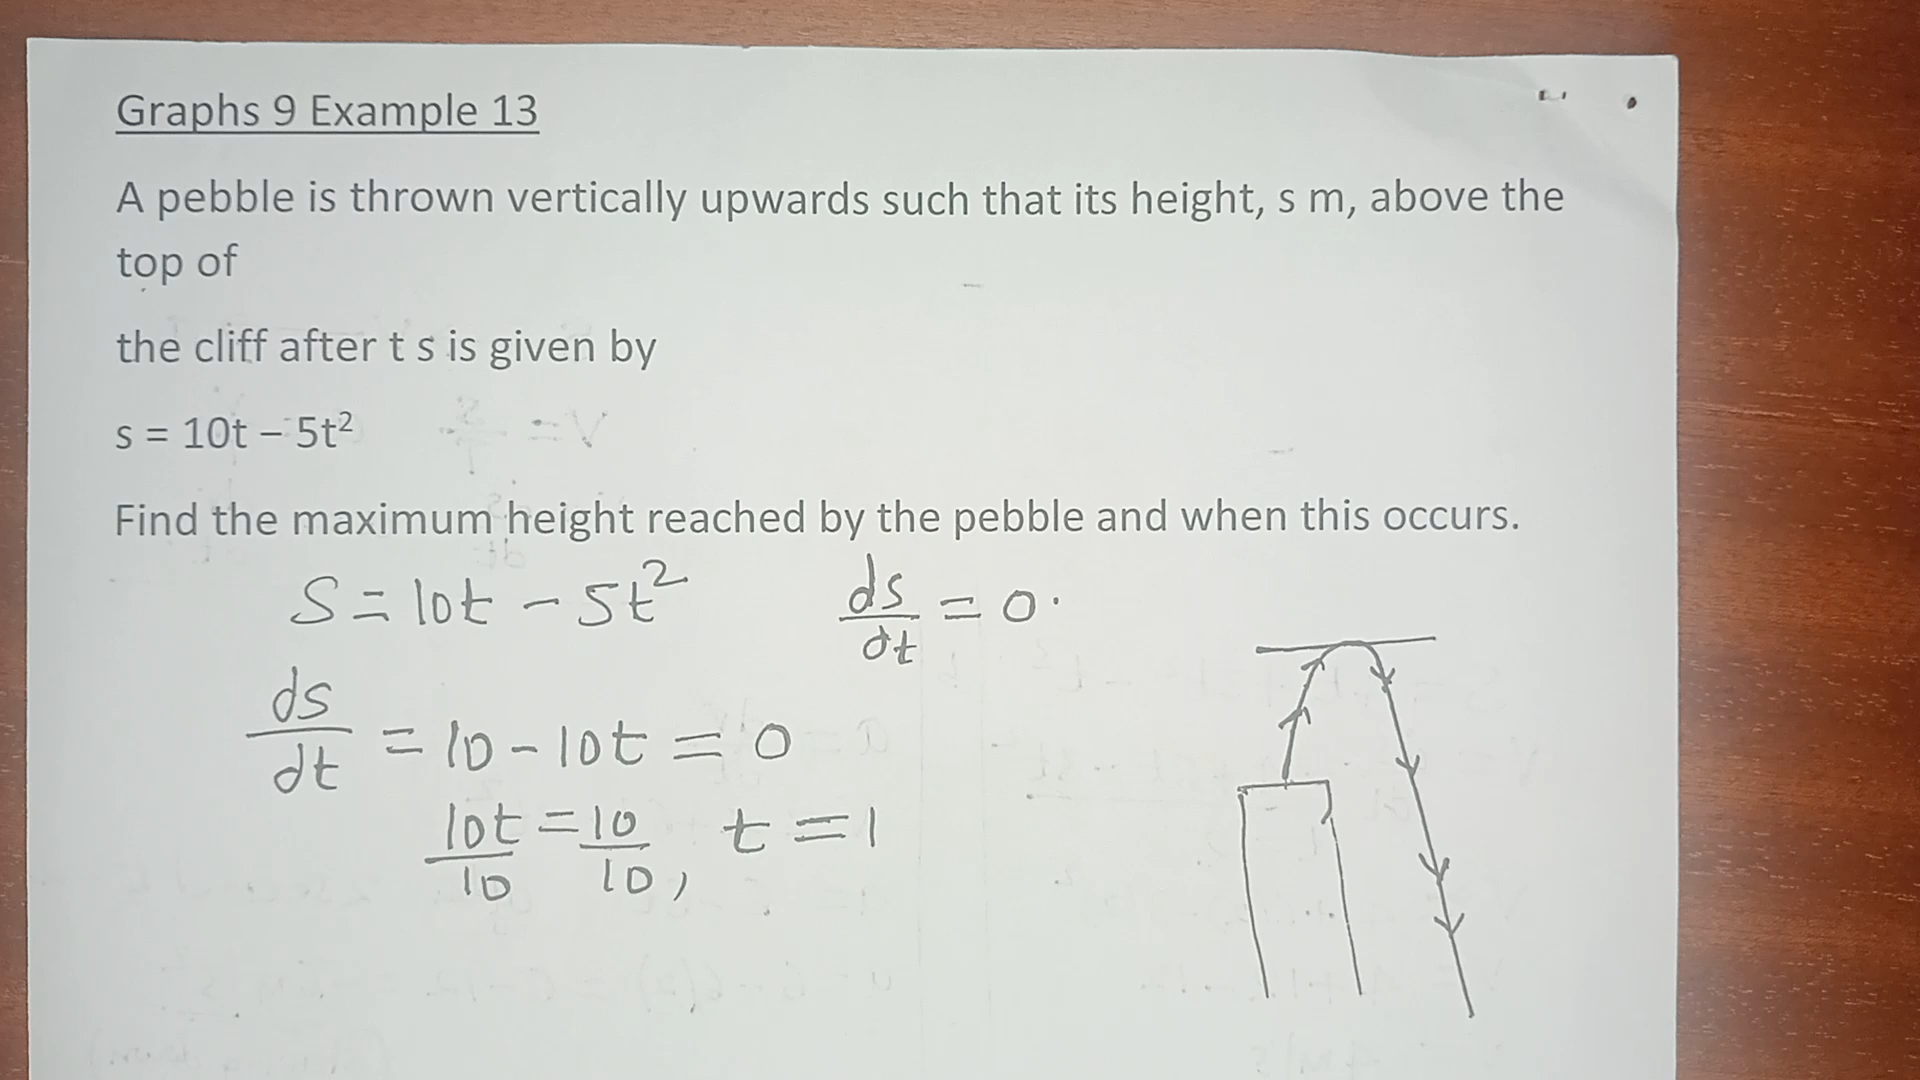 Graphs 9 Example 13
A pebble is thrown vertically upwards such that its height, s m, above the
top of
the cliff after t s is given by
s = 10t – 5t²
Find the maximum height reached by the pebble and when this occurs.
S = 10t - 5t² ds/dt = 0.
ds/dt = 10 - 10t = 0
10t/10 = 10/10, t = 1